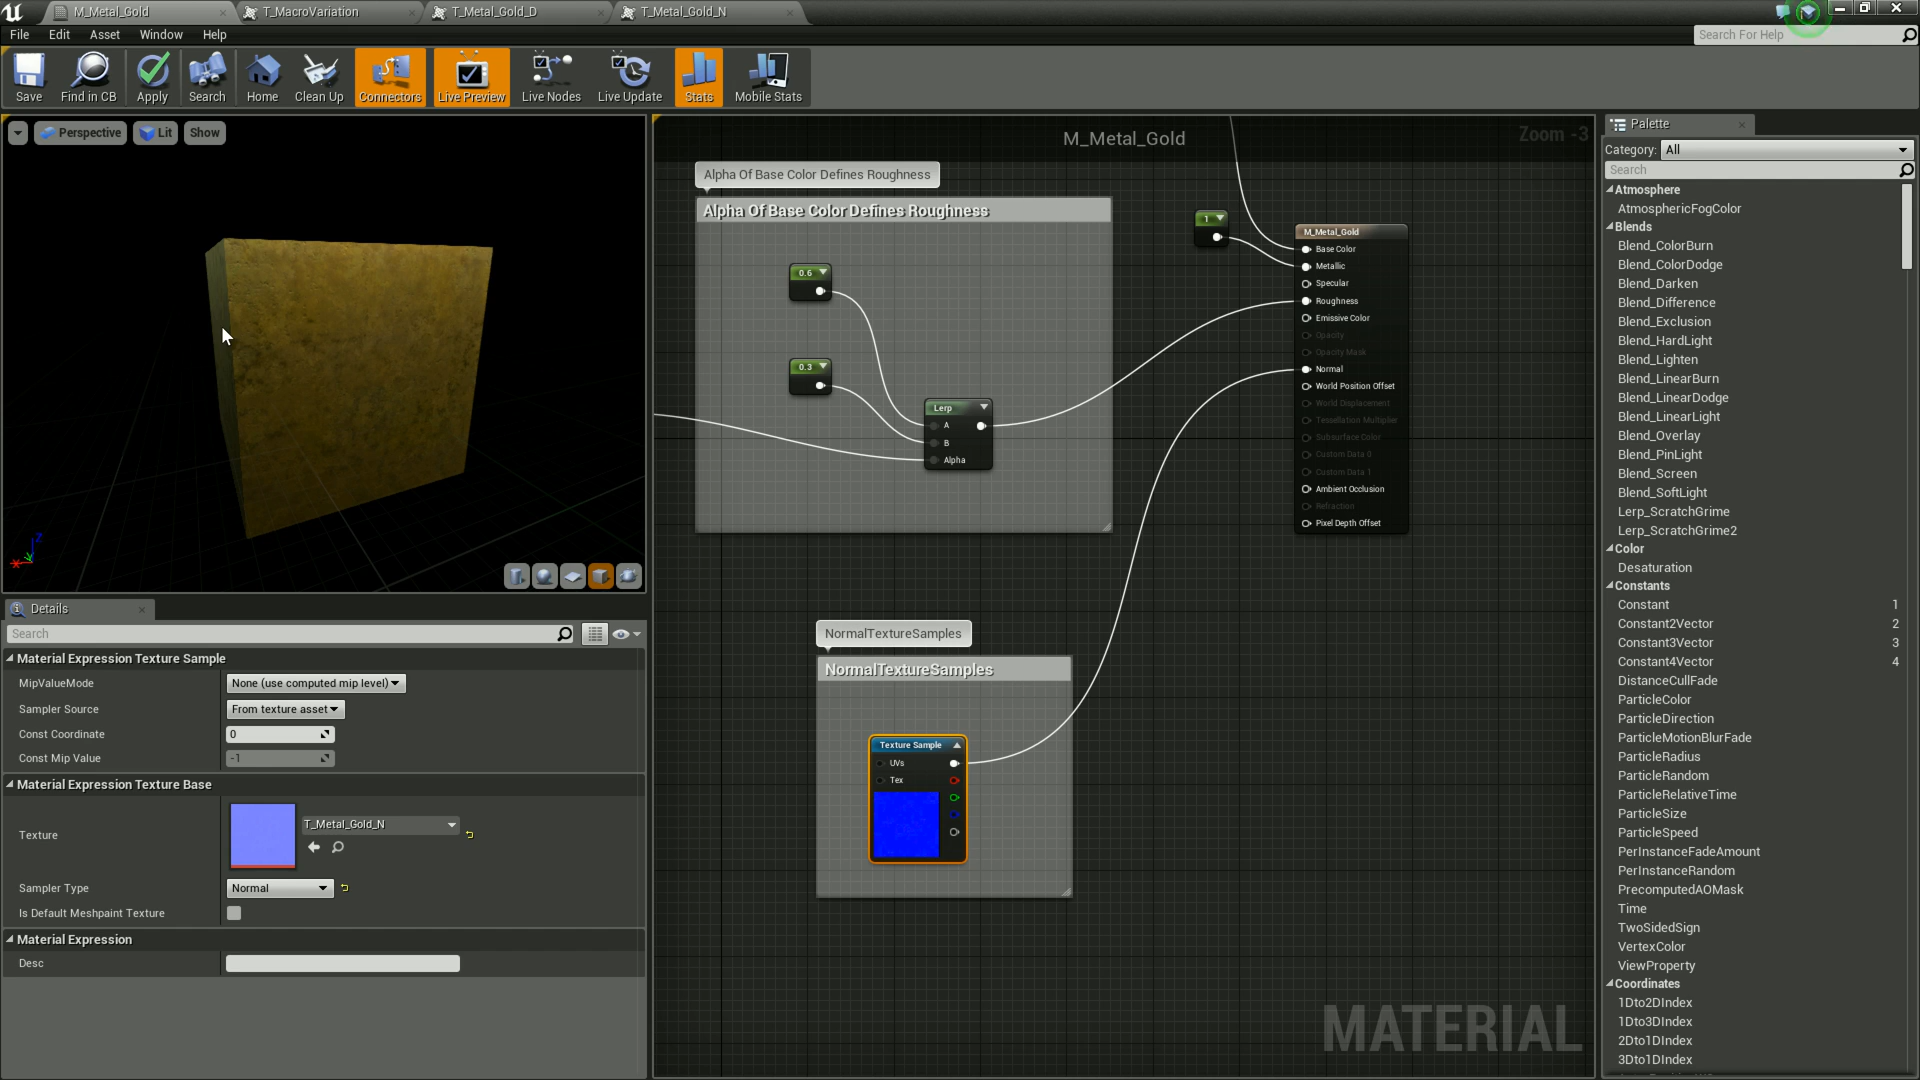 M_Metal_Gold
T_MacroVariation
T_Metal_Gold_D
T_Metal_Gold_N
File Edit Asset Window Help
Search For Help
Save
Find in CB
Apply
Search
Home
Clean Up
Connectors
Live Preview
Live Nodes
Live Update
Stats
Mobile Stats
Perspective
Lit
Show
Z
Details
Search
Material Expression Texture Sample
MipValueMode
None (use computed mip level)
Sampler Source
From texture asset
Const Coordinate
0
Const Mip Value
-1
Material Expression Texture Base
Texture
T_Metal_Gold_N
Sampler Type
Normal
Is Default Meshpaint Texture
Material Expression
Desc
M_Metal_Gold
Zoom -3
Alpha Of Base Color Defines Roughness
Alpha Of Base Color Defines Roughness
0.6
0.3
Lerp
A
B
Alpha
1
M_Metal_Gold
Base Color
Metallic
Specular
Roughness
Emissive Color
Opacity
Opacity Mask
Normal
World Position Offset
World Displacement
Tessellation Multiplier
Subsurface Color
Custom Data 0
Custom Data 1
Ambient Occlusion
Refraction
Pixel Depth Offset
NormalTextureSamples
NormalTextureSamples
Texture Sample
UVs
Tex
MATERIAL
Palette
Category: All
Search
Atmosphere
AtmosphericFogColor
Blends
Blend_ColorBurn
Blend_ColorDodge
Blend_Darken
Blend_Difference
Blend_Exclusion
Blend_HardLight
Blend_Lighten
Blend_LinearBurn
Blend_LinearDodge
Blend_LinearLight
Blend_Overlay
Blend_PinLight
Blend_Screen
Blend_SoftLight
Lerp_ScratchGrime
Lerp_ScratchGrime2
Color
Desaturation
Constants
Constant 1
Constant2Vector 2
Constant3Vector 3
Constant4Vector 4
DistanceCullFade
ParticleColor
ParticleDirection
ParticleMotionBlurFade
ParticleRadius
ParticleRandom
ParticleRelativeTime
ParticleSize
ParticleSpeed
PerInstanceFadeAmount
PerInstanceRandom
PrecomputedAOMask
Time
TwoSidedSign
VertexColor
ViewProperty
Coordinates
1Dto2DIndex
1Dto3DIndex
2Dto1DIndex
3Dto1DIndex